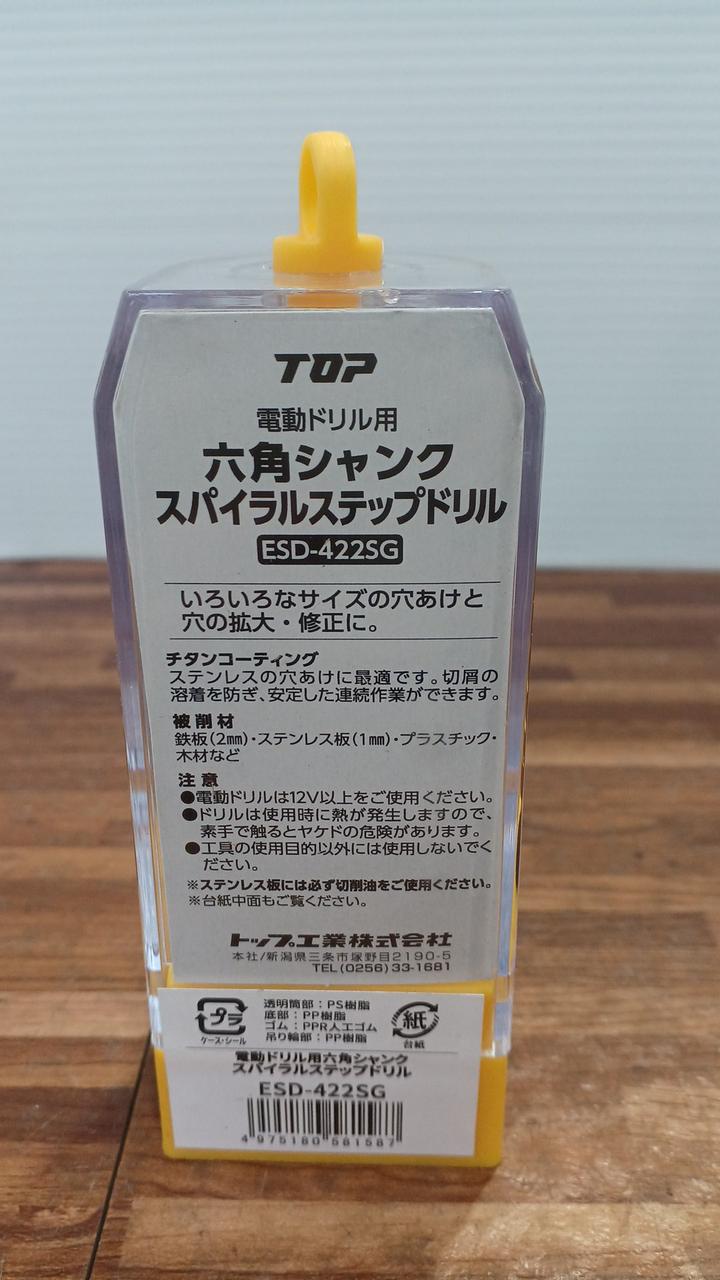 TOP
電動ドリル用
六角シャンク
スパイラルステップドリル
ESD-422SG
いろいろなサイズの穴あけと
穴の拡大・修正に。
チタンコーティング
ステンレスの穴あけに最適です。切屑の
溶着を防ぎ、安定した連続作業ができます。
被削材
鉄板(2㎜)・ステンレス板(1㎜)・プラスチック・
木材など
注意
●電動ドリルは12V以上をご使用ください。
●ドリルは使用時に熱が発生しますので、
素手で触るとヤケドの危険があります。
●工具の使用目的以外には使用しないでく
ださい。
※ステンレス板には必ず切削油をご使用ください。
※台紙中面もご覧ください。
トップ工業株式会社
本社/新潟県三条市塚野目2190-5
TEL(0256)33-1681
プラ
ケース・シール
透明筒部：PS樹脂
底部：PP樹脂
ゴム：PPR人工ゴム
吊り輪部：PP樹脂
紙
台紙
電動ドリル用六角シャンク
スパイラルステップドリル
ESD-422SG
4975180581587